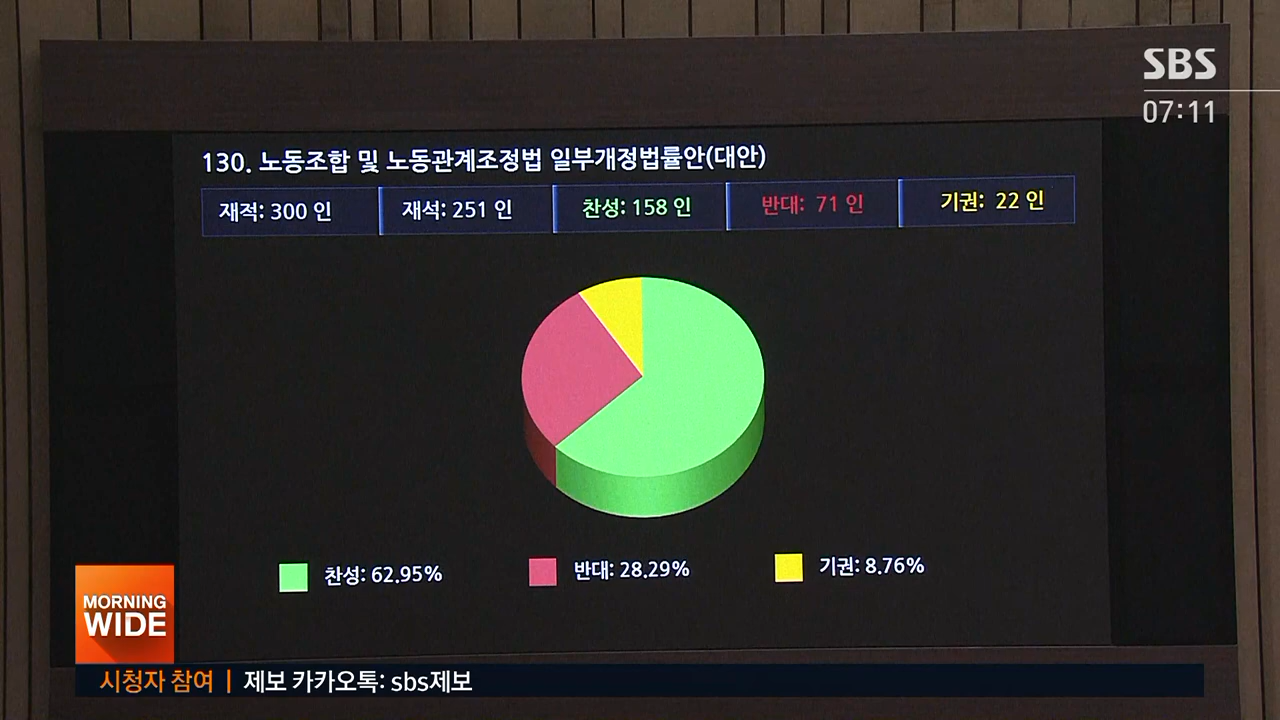 SBS
07:11
130. 노동조합 및 노동관계조정법 일부개정법률안(대안)
재적: 300 인 재석: 251 인 찬성: 158 인 반대: 71 인 기권: 22 인
찬성: 62.95% 반대: 28.29% 기권: 8.76%
MORNING
WIDE
시청자 참여 | 제보 카카오톡: sbs제보